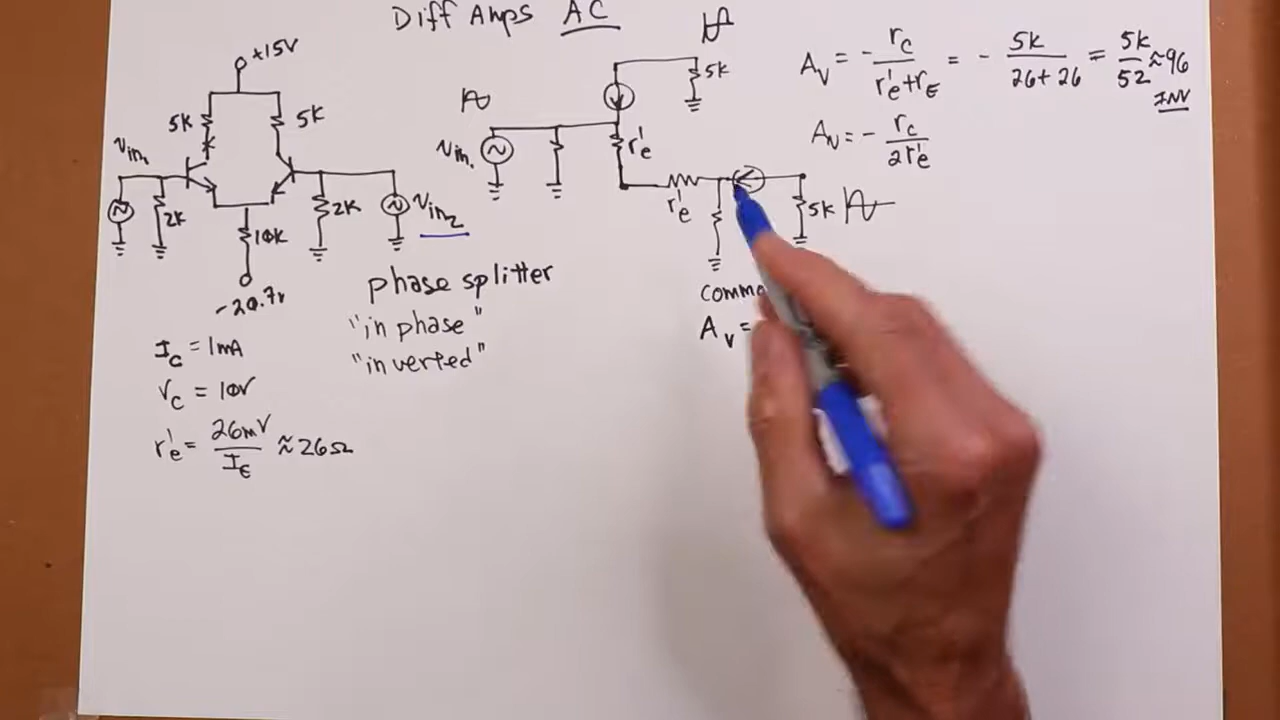 Diff Amps AC
+15V
5K
5K
Vin1
2K
2K
Vin2
10K
-20.7V
IC = 1mA
VC = 10V
r'e = 26mV / IE ≈ 26Ω
phase splitter
"in phase"
"inverted"
5K
Vin1
r'e
r'e
5K
AV =
AV = - rC / r'e + rE = - 5K / 26+26 = 5K / 52 ≈ 96
INV
AV = - rC / 2r'e